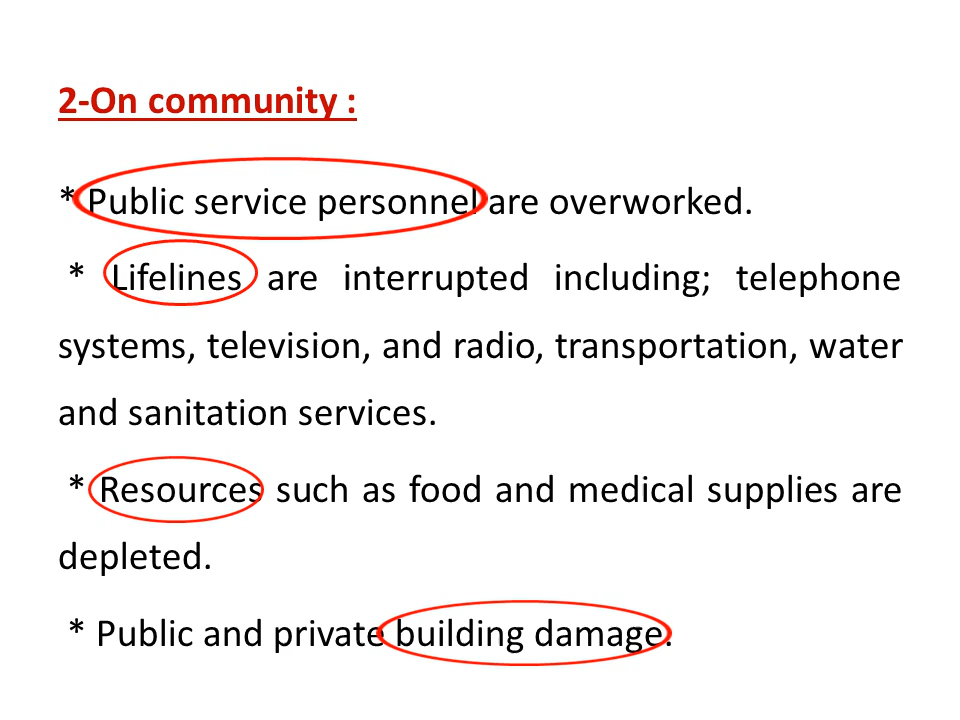 2-On community :
* Public service personnel are overworked.
* Lifelines are interrupted including; telephone
systems, television, and radio, transportation, water
and sanitation services.
* Resources such as food and medical supplies are
depleted.
* Public and private building damage.